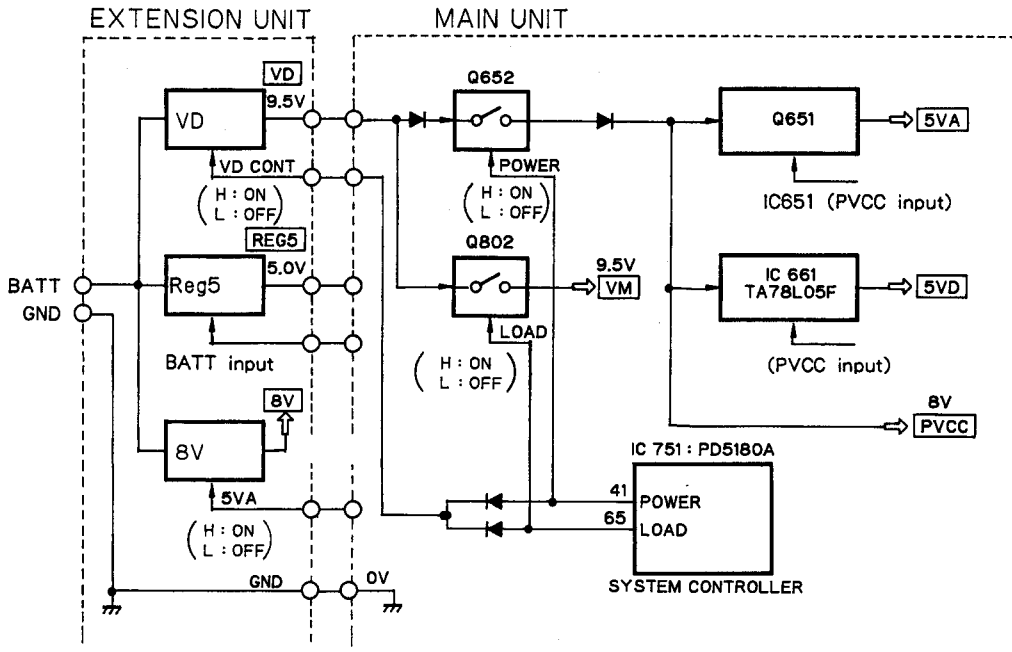 EXTENSION UNIT
MAIN UNIT
VD
9.5V
VD
VD CONT
H : ON
L : OFF
REG5
5.0V
Reg5
BATT
GND
BATT input
8V
8V
5VA
H : ON
L : OFF
GND
0V
Q652
POWER
H : ON
L : OFF
Q802
9.5V
VM
LOAD
H : ON
L : OFF
Q651
5VA
IC651 (PVCC input)
IC 661
TA78L05F
5VD
(PVCC input)
8V
PVCC
IC 751 : PD5180A
41
POWER
65
LOAD
SYSTEM CONTROLLER